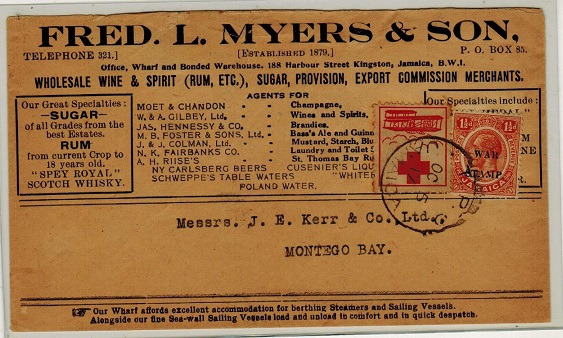 FRED. L. MYERS & SON,
TELEPHONE 321.] [ESTABLISHED 1879.] P. O. BOX 85.
Office, Wharf and Bonded Warehouse. 188 Harbour Street Kingston, Jamaica, B.W.I.
WHOLESALE WINE & SPIRIT (RUM, ETC.), SUGAR, PROVISION, EXPORT COMMISSION MERCHANTS.
Our Great Specialties:
—SUGAR—
of all Grades from the
best Estates.
RUM
from current Crop to
18 years old.
"SPEY ROYAL"
SCOTCH WHISKY.
AGENTS FOR
MOET & CHANDON - Champagne,
W. & A. GILBEY, Ltd. - Wines and Spirits,
JAS. HENNESSY & CO. - Brandies,
M. B. FOSTER & SONS, Ltd. - Bass's Ale and
J. & J. COLMAN, Ltd. - Mustard, Starch,
N. K. FAIRBANKS CO. - Laundry and Toilet
A. H. RIISE'S - St. Thomas Bay
NY CARLSBERG BEERS CUSENIER'S
SCHWEPPE'S TABLE WATERS
POLAND WATER.
Our Specialties include:
1½d 1½d
WAR
STAMP
JAMAICA
OC
Messrs. J. E. Kerr & Co., Ltd.,
MONTEGO BAY.
Our Wharf affords excellent accommodation for berthing Steamers and Sailing Vessels.
Alongside our fine Sea-wall Sailing Vessels load and unload in comfort and in quick despatch.